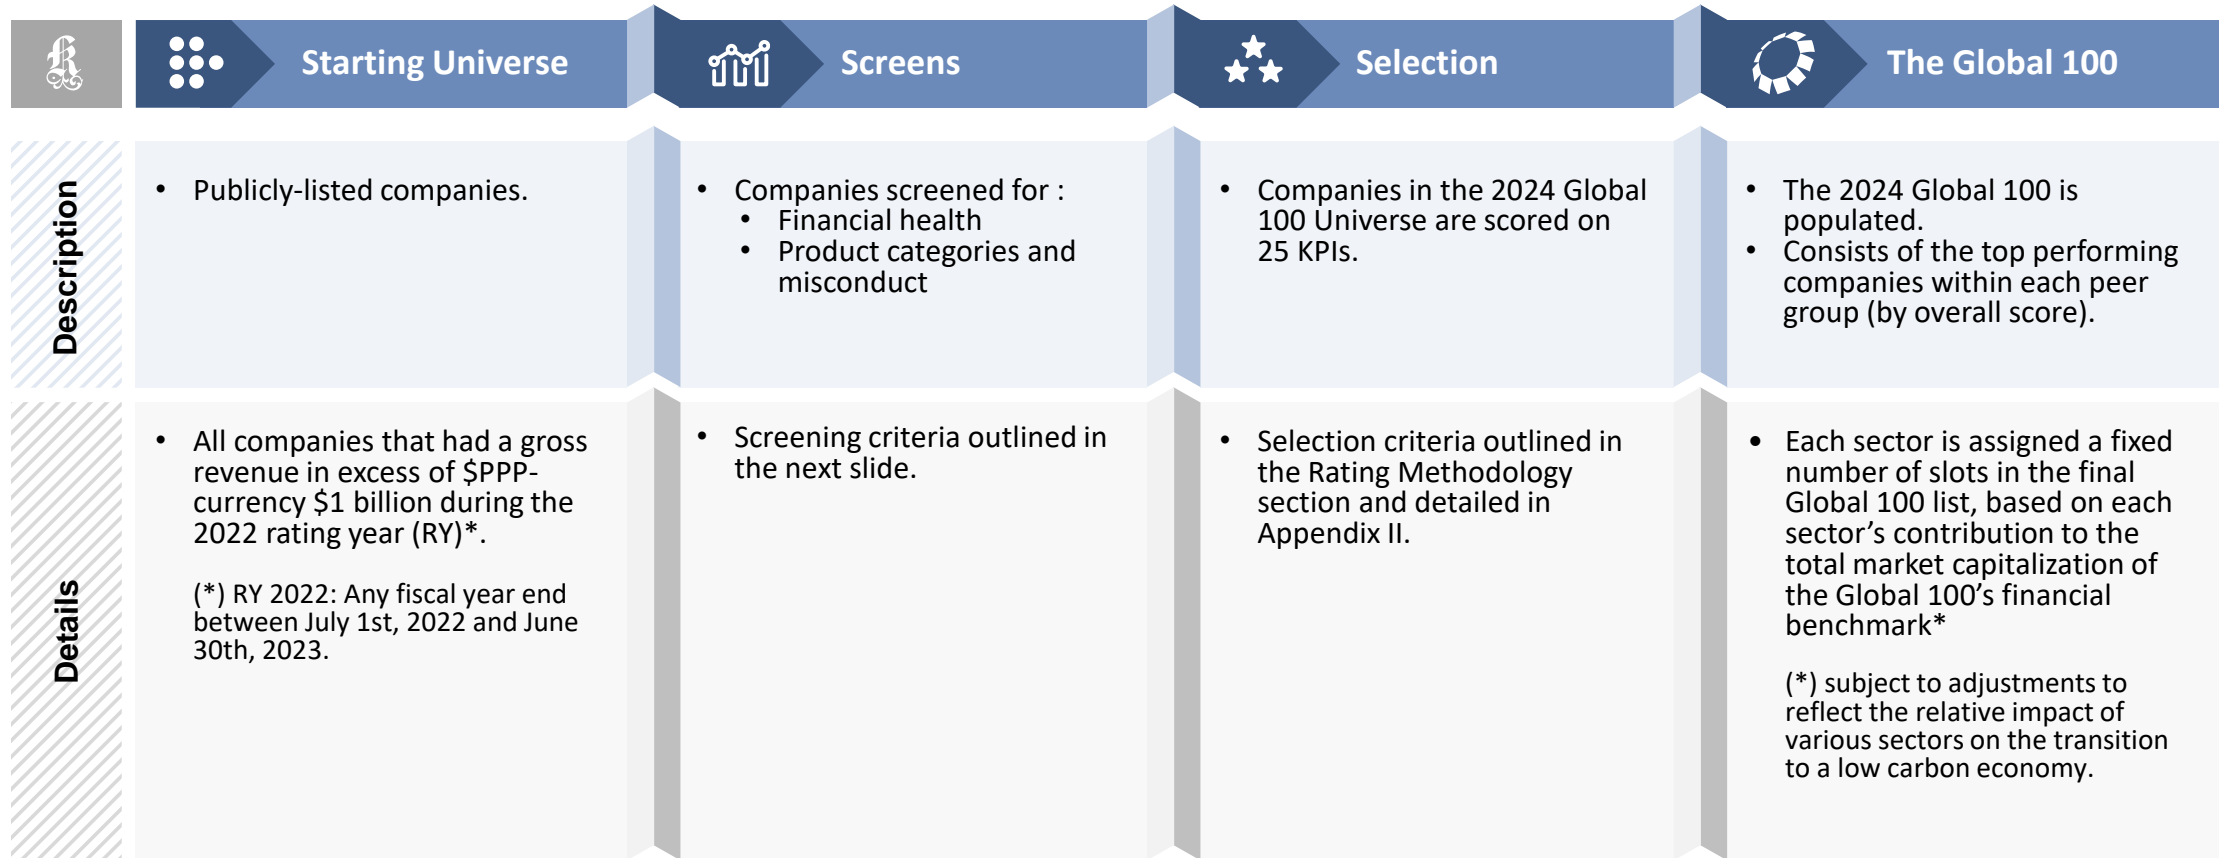 Starting Universe
Screens
Selection
The Global 100
Description
• Publicly-listed companies.
• Companies screened for :
• Financial health
• Product categories and
misconduct
• Companies in the 2024 Global
100 Universe are scored on
25 KPIs.
• The 2024 Global 100 is
populated.
• Consists of the top performing
companies within each peer
group (by overall score).
Details
• All companies that had a gross
revenue in excess of $PPP-
currency $1 billion during the
2022 rating year (RY)*.
(*) RY 2022: Any fiscal year end
between July 1st, 2022 and June
30th, 2023.
• Screening criteria outlined in
the next slide.
• Selection criteria outlined in
the Rating Methodology
section and detailed in
Appendix II.
• Each sector is assigned a fixed
number of slots in the final
Global 100 list, based on each
sector’s contribution to the
total market capitalization of
the Global 100’s financial
benchmark*
(*) subject to adjustments to
reflect the relative impact of
various sectors on the transition
to a low carbon economy.